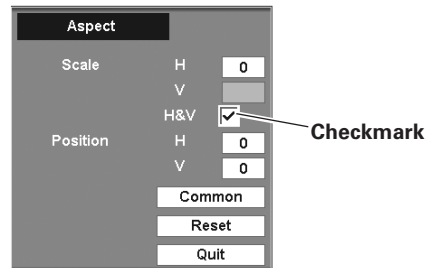 Aspect
Scale H 0
V
H&V
Checkmark
Position H 0
V 0
Common
Reset
Quit